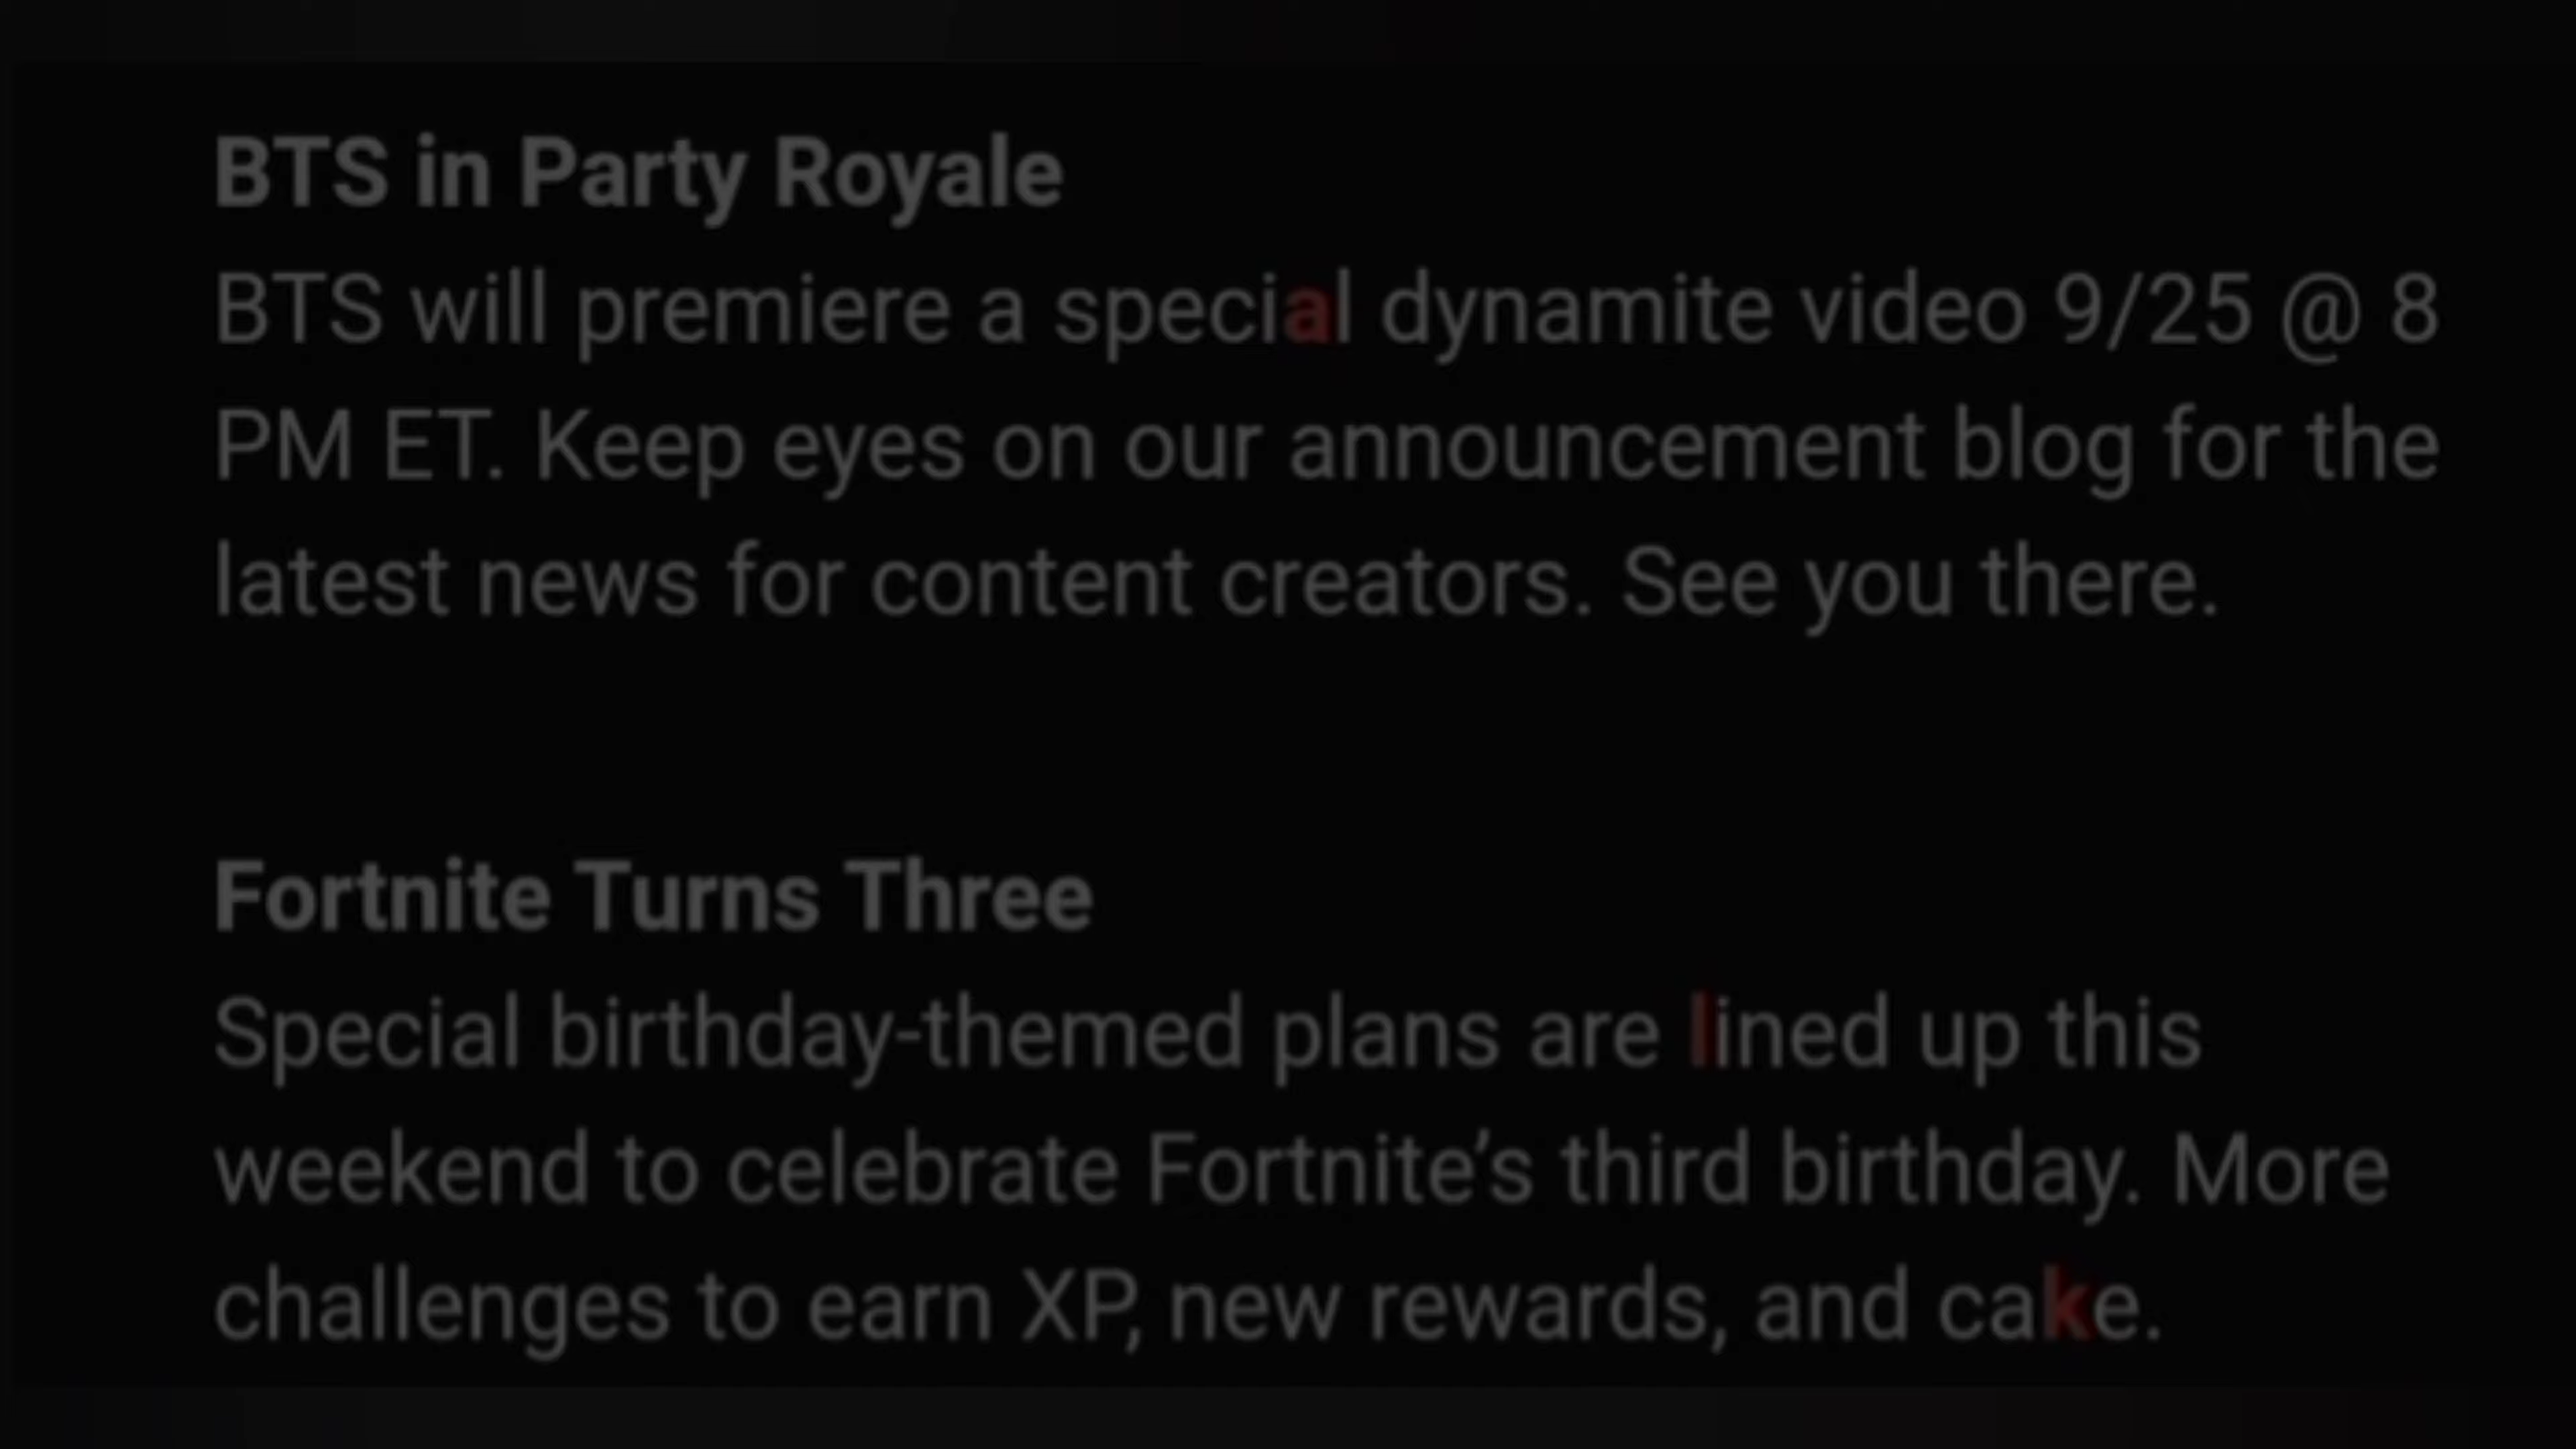 BTS in Party Royale
BTS will premiere a special dynamite video 9/25 @ 8
PM ET. Keep eyes on our announcement blog for the
latest news for content creators. See you there.
Fortnite Turns Three
Special birthday-themed plans are lined up this
weekend to celebrate Fortnite’s third birthday. More
challenges to earn XP, new rewards, and cake.